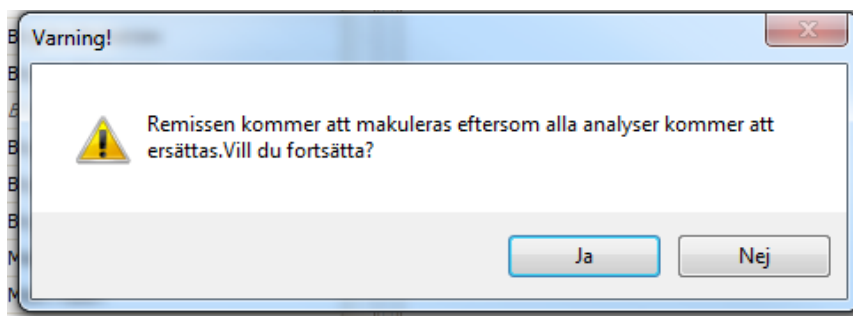 Varning!
Remissen kommer att makuleras eftersom alla analyser kommer att
ersättas.Vill du fortsätta?
Ja
Nej